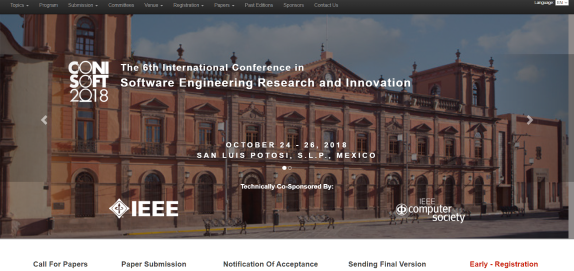 Topics Program Submission Committees Venue Registration Papers Past Editions Sponsors Contact Us
Language EN
CONI
SOFT
2018
The 6th International Conference in
Software Engineering Research and Innovation
OCTOBER 24 - 26, 2018
SAN LUIS POTOSI, S.L.P., MEXICO
Technically Co-Sponsored By:
IEEE
IEEE
computer
society
Call For Papers Paper Submission Notification Of Acceptance Sending Final Version Early - Registration